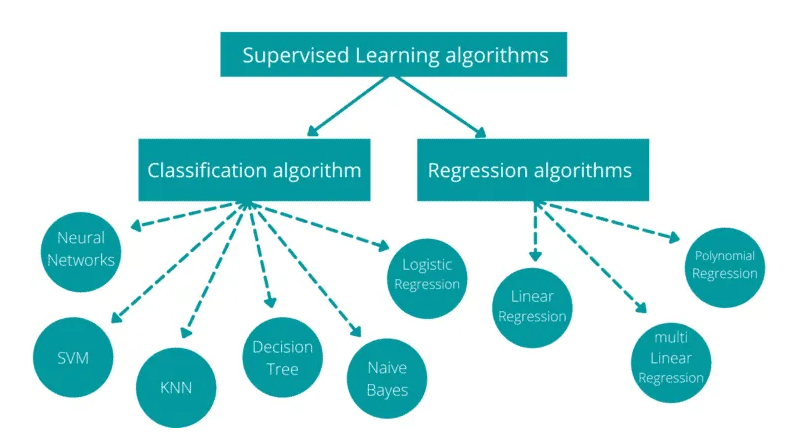 Supervised Learning algorithms
Classification algorithm
Regression algorithms
Neural
Networks
SVM
KNN
Decision
Tree
Naive
Bayes
Logistic
Regression
Linear
Regression
multi
Linear
Regression
Polynomial
Regression